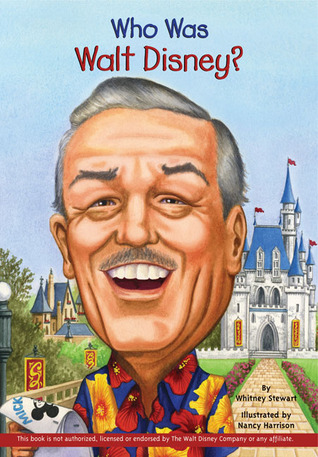 Who Was
Walt Disney?
By
Whitney Stewart
Illustrated by
Nancy Harrison
MICK
This book is not authorized, licensed or endorsed by The Walt Disney Company or any affiliate.